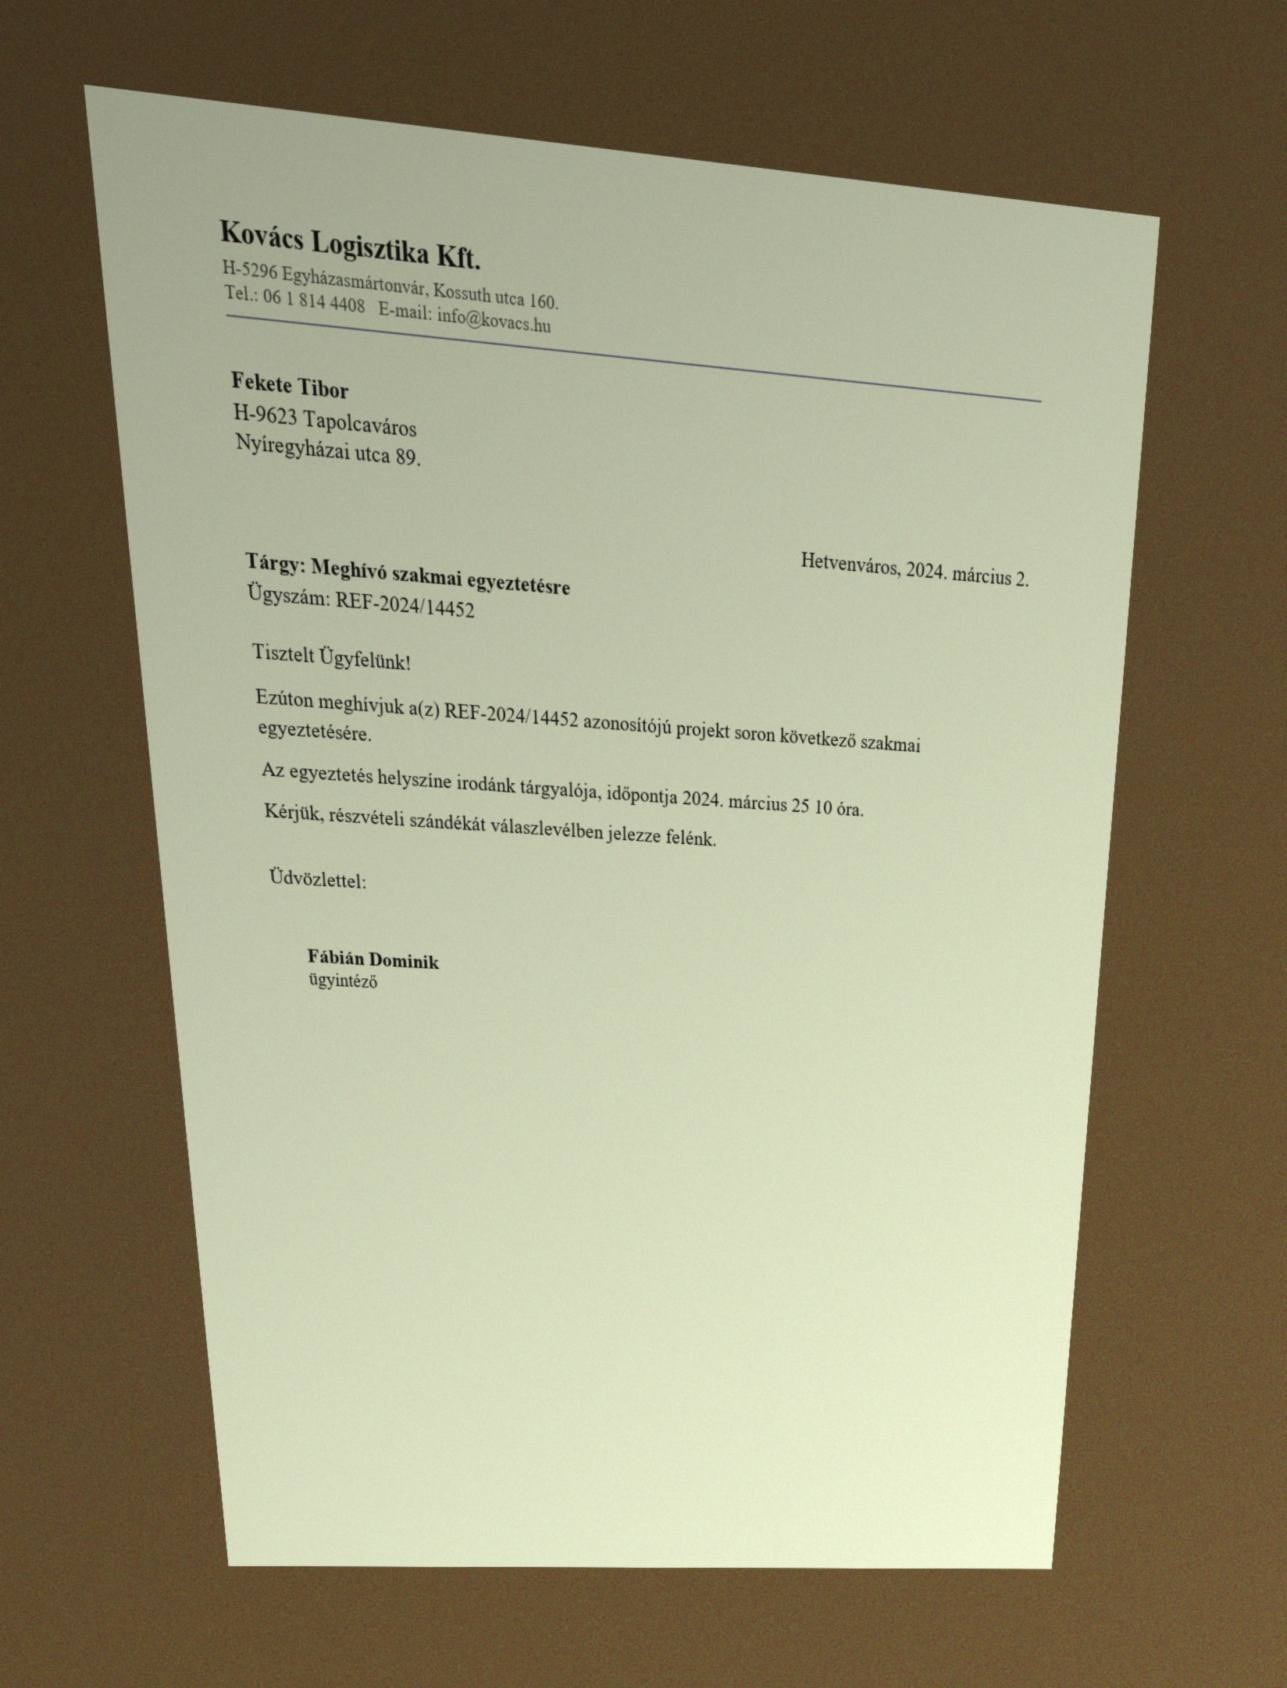 Kovács Logisztika Kft.
H-5296 Egyházasmártonvár, Kossuth utca 160.
Tel.: 06 1 814 4408 E-mail: info@kovacs.hu
Fekete Tibor
H-9623 Tapolcaváros
Nyíregyházai utca 89.
Hetvenváros, 2024. március 2.
Tárgy: Meghívó szakmai egyeztetésre
Ügyszám: REF-2024/14452
Tisztelt Ügyfelünk!
Ezúton meghívjuk a(z) REF-2024/14452 azonosítójú projekt soron következő szakmai
egyeztetésére.
Az egyeztetés helyszíne irodánk tárgyalója, időpontja 2024. március 25 10 óra.
Kérjük, részvételi szándékát válaszlevélben jelezze felénk.
Üdvözlettel:
Fábián Dominik
ügyintéző